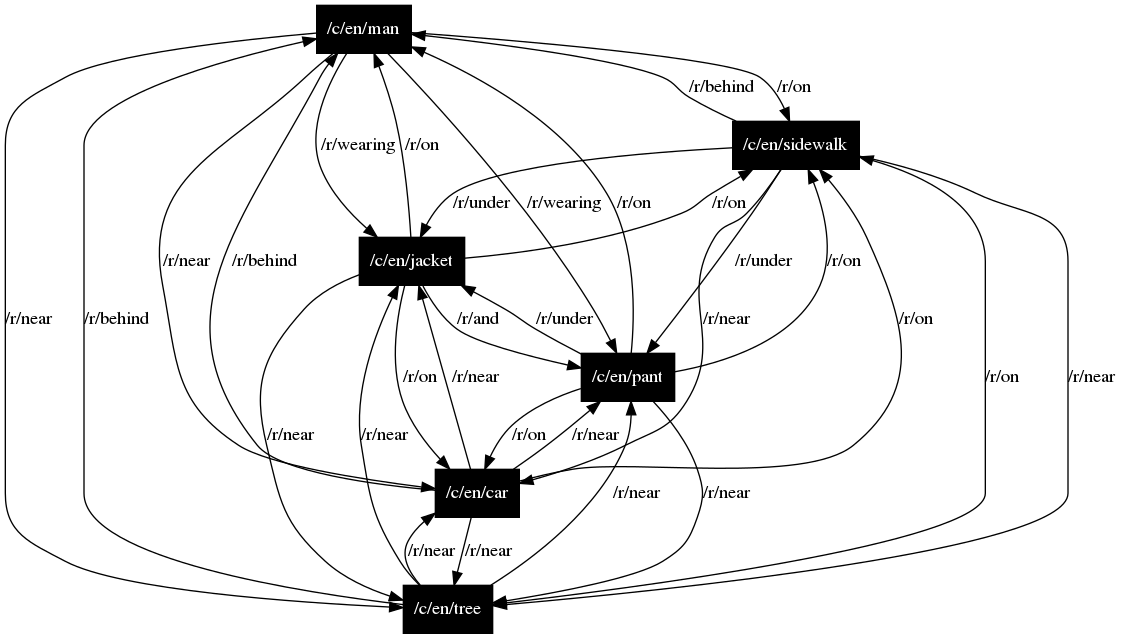 /c/en/man
/r/behind
/r/on
/c/en/sidewalk
/r/wearing
/r/on
/r/under
/r/wearing
/r/on
/r/on
/r/near
/r/behind
/c/en/jacket
/r/under
/r/on
/r/near
/r/behind
/r/and
/r/under
/r/near
/r/on
/r/on
/r/near
/c/en/pant
/r/on
/r/near
/r/near
/r/near
/r/on
/r/near
/c/en/car
/r/near
/r/near
/r/near
/r/near
/c/en/tree